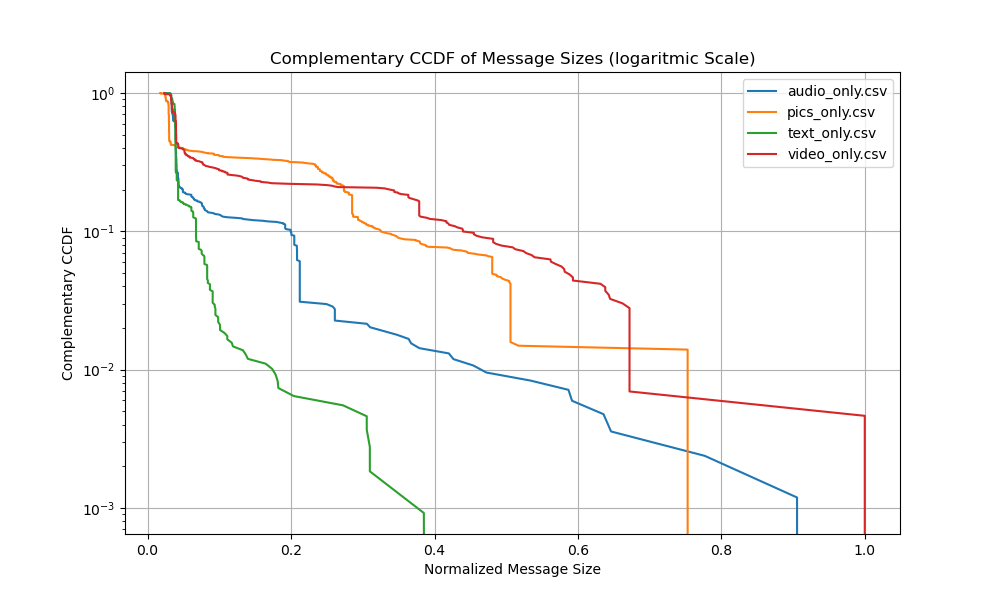 Complementary CCDF of Message Sizes (logaritmic Scale)
Complementary CCDF
10^0
10^-1
10^-2
10^-3
audio_only.csv
pics_only.csv
text_only.csv
video_only.csv
0.0 0.2 0.4 0.6 0.8 1.0
Normalized Message Size